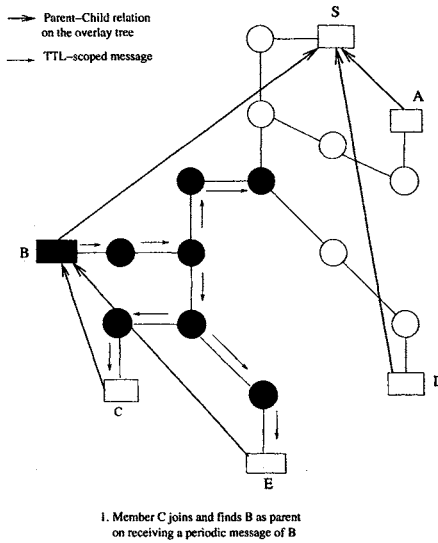 Parent–Child relation
on the overlay tree
TTL–scoped message
S
A
B
C
E
1. Member C joins and finds B as parent
on receiving a periodic message of B